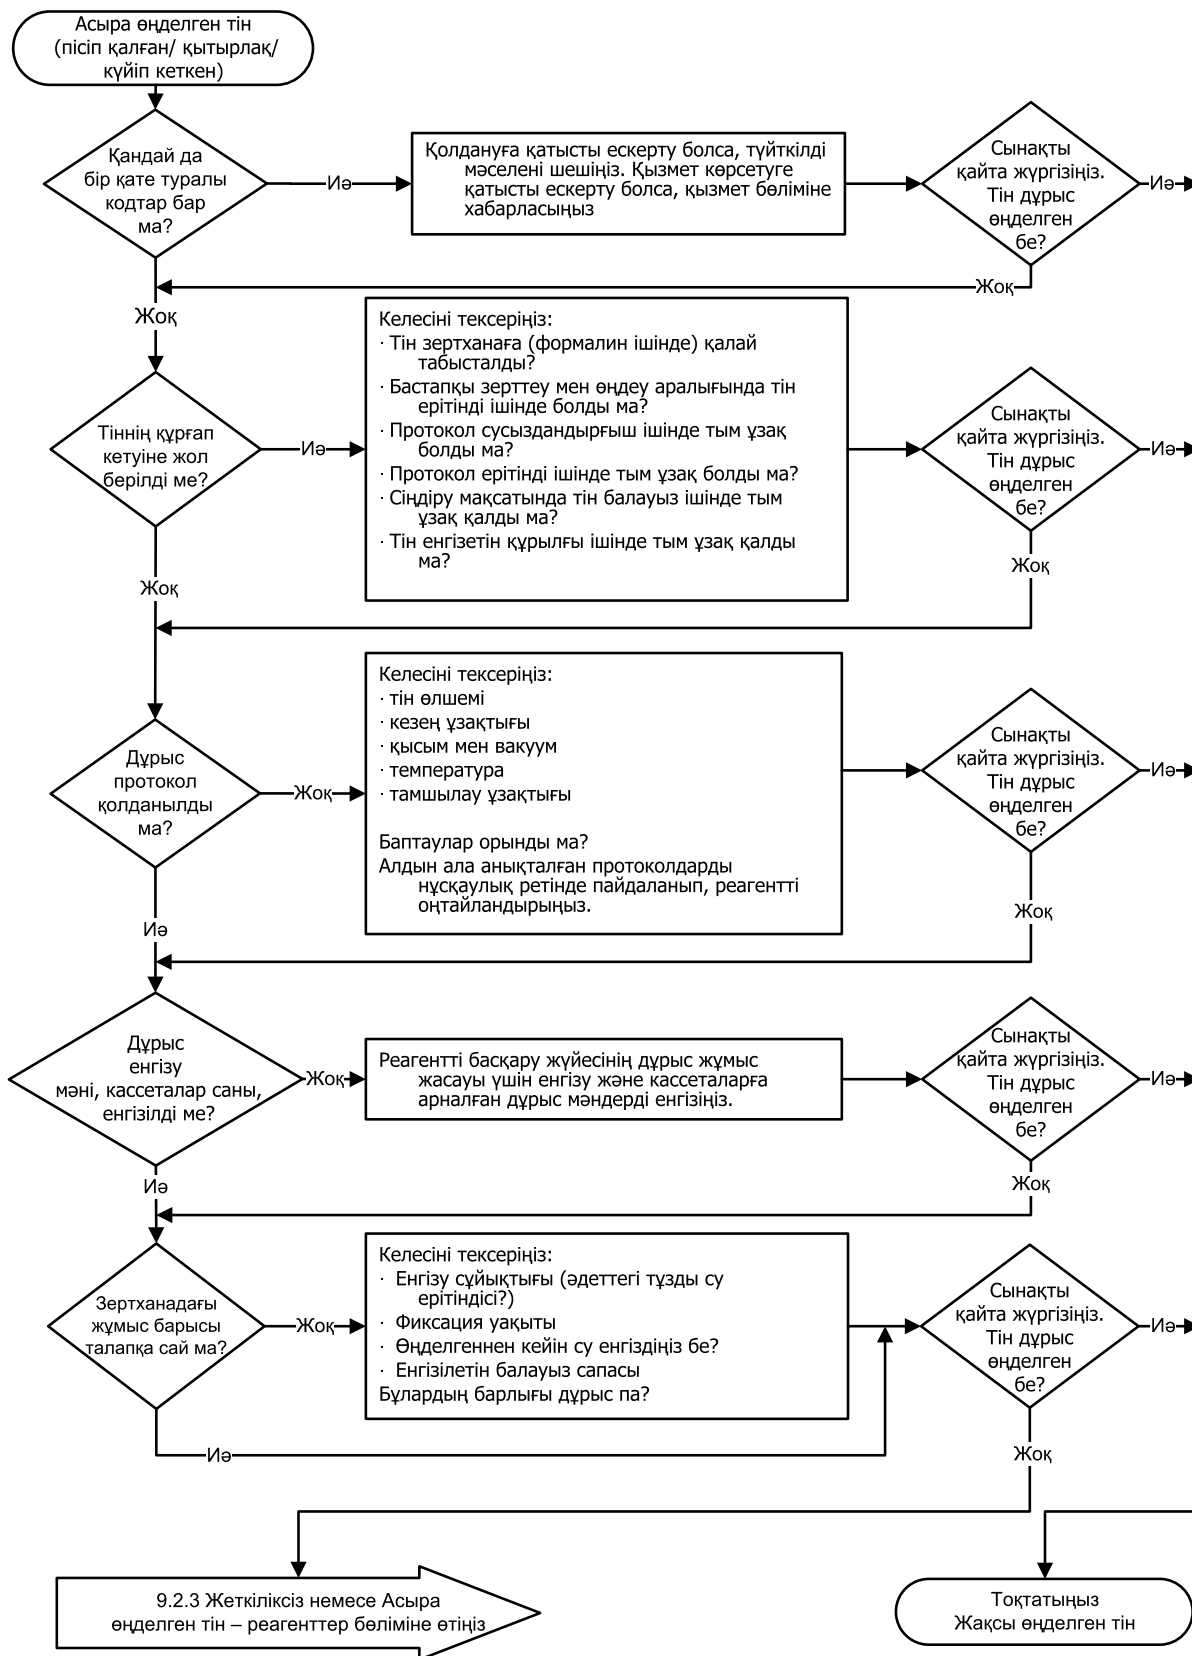 Асыра өңделген тін
(пісіп қалған/ қытырлақ/
күйіп кеткен)
Қандай да
бір қате туралы
кодтар бар
ма?
Иә
Қолдануға қатысты ескерту болса, түйткілді
мәселені шешіңіз. Қызмет көрсетуге
қатысты ескерту болса, қызмет бөліміне
хабарласыңыз
Сынақты
қайта жүргізіңіз.
Тін дұрыс
өңделген
бе?
Иә
Жоқ
Жоқ
Тіннің құрғап
кетуіне жол
берілді ме?
Иә
Келесіні тексеріңіз:
· Тін зертханаға (формалин ішінде) қалай
табысталды?
· Бастапқы зерттеу мен өңдеу аралығында тін
ерітінді ішінде болды ма?
· Протокол сусыздандырғыш ішінде тым ұзақ
болды ма?
· Протокол ерітінді ішінде тым ұзақ болды ма?
· Сіңдіру мақсатында тін балауыз ішінде тым
ұзақ қалды ма?
· Тін енгізетін құрылғы ішінде тым ұзақ қалды
ма?
Сынақты
қайта жүргізіңіз.
Тін дұрыс
өңделген
бе?
Иә
Жоқ
Жоқ
Дұрыс
протокол
қолданылды
ма?
Жоқ
Келесіні тексеріңіз:
· тін өлшемі
· кезең ұзақтығы
· қысым мен вакуум
· температура
· тамшылау ұзақтығы
Баптаулар орынды ма?
Алдын ала анықталған протоколдарды
нұсқаулық ретінде пайдаланып, реагентті
оңтайландырыңыз.
Сынақты
қайта жүргізіңіз.
Тін дұрыс
өңделген
бе?
Иә
Иә
Жоқ
Дұрыс
енгізу
мәні, кассеталар саны,
енгізілді ме?
Жоқ
Реагентті басқару жүйесінің дұрыс жұмыс
жасауы үшін енгізу және кассеталарға
арналған дұрыс мәндерді енгізіңіз.
Сынақты
қайта жүргізіңіз.
Тін дұрыс
өңделген
бе?
Иә
Иә
Жоқ
Зертханадағы
жұмыс барысы
талапқа сай ма?
Жоқ
Келесіні тексеріңіз:
· Енгізу сұйықтығы (әдеттегі тұзды су
ерітіндісі?)
· Фиксация уақыты
· Өңделгеннен кейін су енгіздіңіз бе?
· Енгізілетін балауыз сапасы
Бұлардың барлығы дұрыс па?
Сынақты
қайта жүргізіңіз.
Тін дұрыс
өңделген
бе?
Иә
Иә
Жоқ
9.2.3 Жеткіліксіз немесе Асыра
өңделген тін – реагенттер бөліміне өтіңіз
Тоқтатыңыз
Жақсы өңделген тін